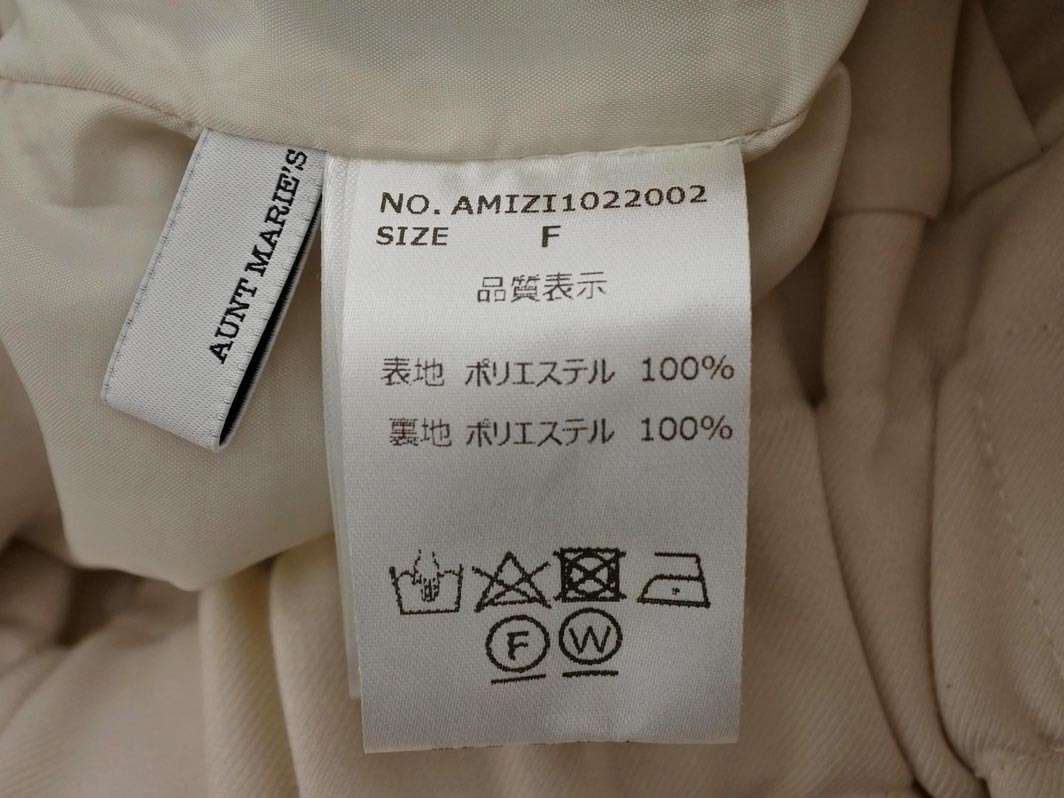 AUNT MARIE'S
NO. AMIZI1022002
SIZE F
品質表示
表地 ポリエステル 100%
裏地 ポリエステル 100%
F W